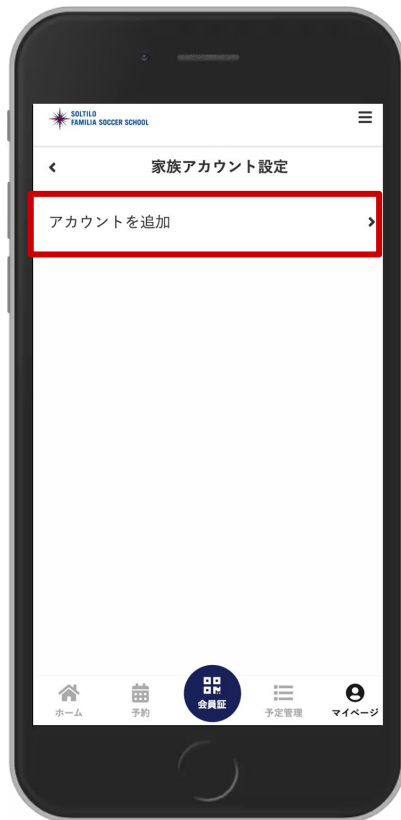 SOLTILO
FAMILIA SOCCER SCHOOL
家族アカウント設定
アカウントを追加
ホーム
予約
会員証
予定管理
マイページ